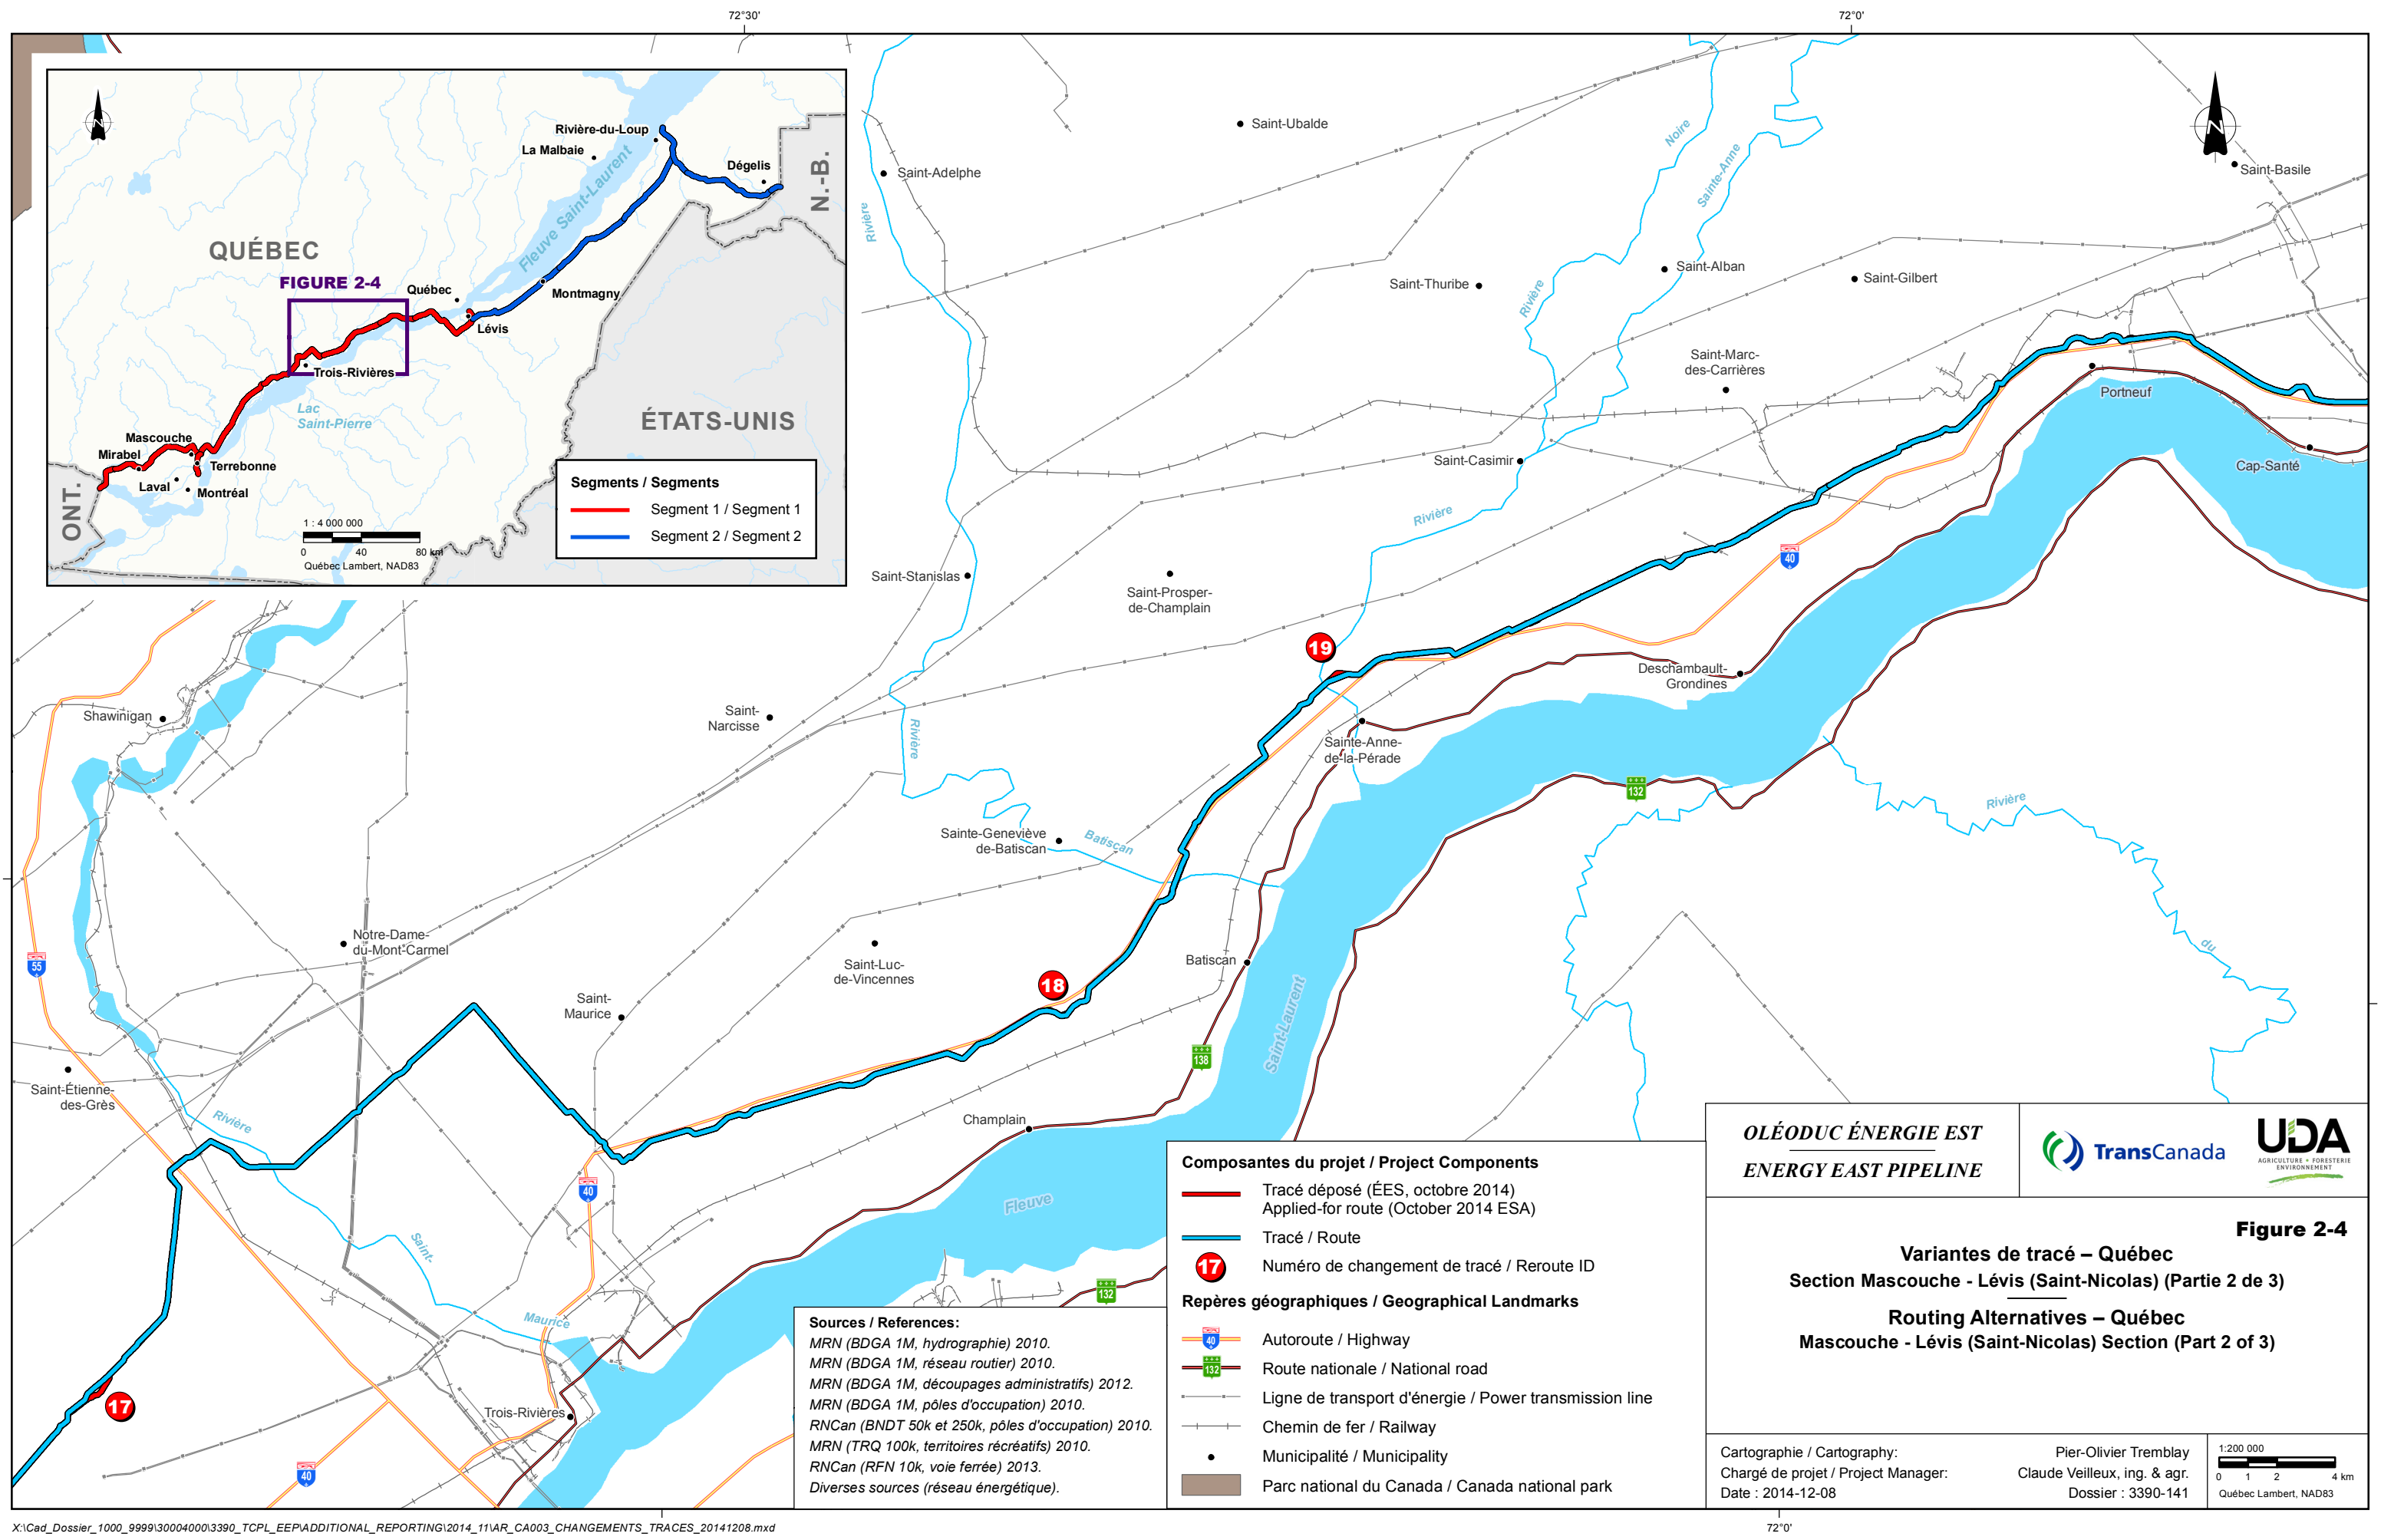 72°30'
72°0'
Rivière-du-Loup
La Malbaie
Dégelis
N.-B.
Fleuve Saint-Laurent
QUÉBEC
FIGURE 2-4
Québec
Montmagny
Lévis
Trois-Rivières
Lac
Saint-Pierre
ÉTATS-UNIS
Mascouche
Mirabel
Terrebonne
Laval
Montréal
ONT.
1 : 4 000 000
0 40 80 km
Québec Lambert, NAD83
Segments / Segments
Segment 1 / Segment 1
Segment 2 / Segment 2
N
N
Saint-Ubalde
Saint-Adelphe
Rivière
Noire
Sainte-Anne
Saint-Basile
Saint-Thuribe
Saint-Alban
Saint-Gilbert
Rivière
Saint-Marc-
des-Carrières
Portneuf
Saint-Casimir
Cap-Santé
Rivière
40
Saint-Stanislas
Saint-Prosper-
de-Champlain
19
Deschambault-
Grondines
Shawinigan
Saint-
Narcisse
Rivière
Sainte-Anne-
de-la-Pérade
132
Rivière
Sainte-Geneviève
de-Batiscan
Batiscan
Notre-Dame-
du-Mont-Carmel
55
Saint-Luc-
de-Vincennes
Batiscan
du
18
Saint-
Maurice
Saint-Laurent
138
Saint-Étienne-
des-Grès
Rivière
Champlain
40
Fleuve
Saint-
132
Maurice
17
Trois-Rivières
40
Sources / References:
MRN (BDGA 1M, hydrographie) 2010.
MRN (BDGA 1M, réseau routier) 2010.
MRN (BDGA 1M, découpages administratifs) 2012.
MRN (BDGA 1M, pôles d'occupation) 2010.
RNCan (BNDT 50k et 250k, pôles d'occupation) 2010.
MRN (TRQ 100k, territoires récréatifs) 2010.
RNCan (RFN 10k, voie ferrée) 2013.
Diverses sources (réseau énergétique).
Composantes du projet / Project Components
Tracé déposé (ÉES, octobre 2014)
Applied-for route (October 2014 ESA)
Tracé / Route
17 Numéro de changement de tracé / Reroute ID
Repères géographiques / Geographical Landmarks
40 Autoroute / Highway
132 Route nationale / National road
Ligne de transport d'énergie / Power transmission line
Chemin de fer / Railway
Municipalité / Municipality
Parc national du Canada / Canada national park
OLÉODUC ÉNERGIE EST
ENERGY EAST PIPELINE
TransCanada
UDA
AGRICULTURE • FORESTERIE
ENVIRONNEMENT
Figure 2-4
Variantes de tracé – Québec
Section Mascouche - Lévis (Saint-Nicolas) (Partie 2 de 3)
Routing Alternatives – Québec
Mascouche - Lévis (Saint-Nicolas) Section (Part 2 of 3)
Cartographie / Cartography: Pier-Olivier Tremblay
Chargé de projet / Project Manager: Claude Veilleux, ing. & agr.
Date : 2014-12-08 Dossier : 3390-141
1:200 000
0 1 2 4 km
Québec Lambert, NAD83
X:\Cad_Dossier_1000_9999\30004000\3390_TCPL_EEP\ADDITIONAL_REPORTING\2014_11\AR_CA003_CHANGEMENTS_TRACES_20141208.mxd
72°0'